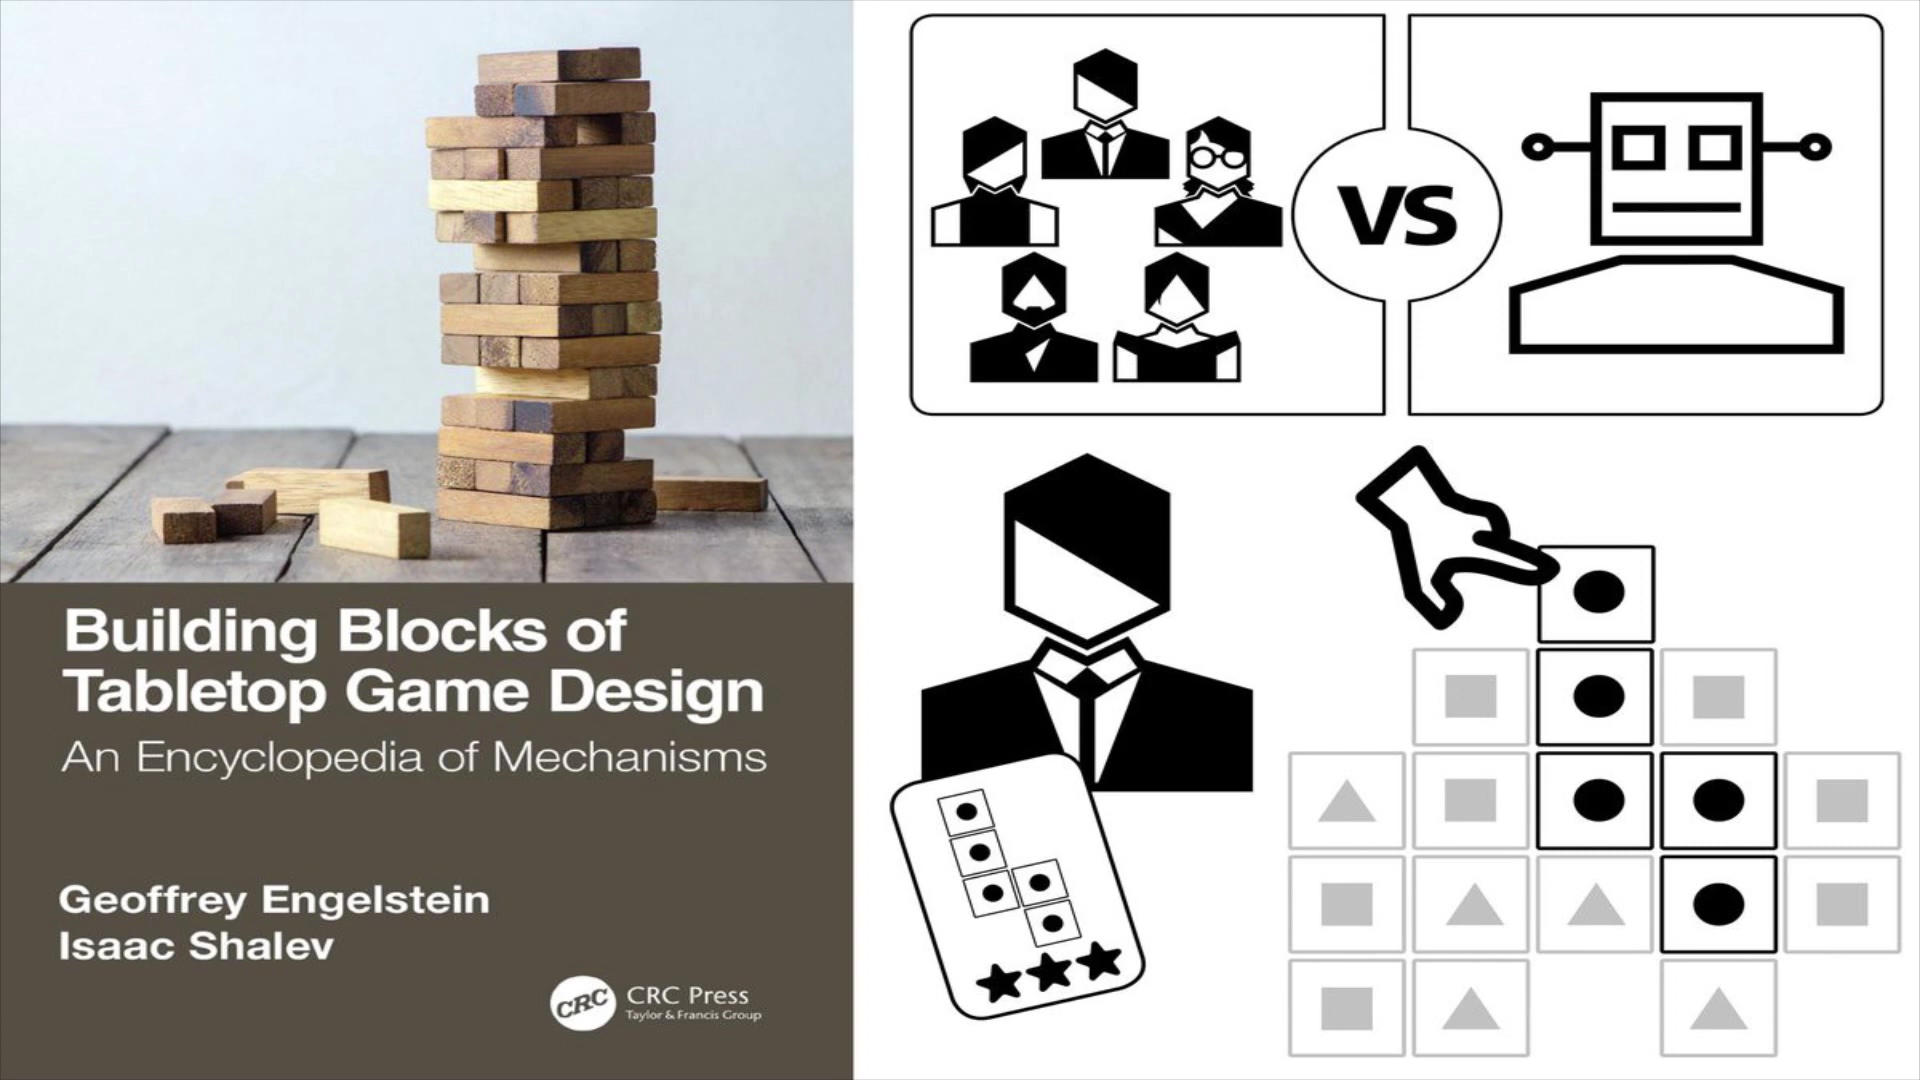 Building Blocks of
Tabletop Game Design
An Encyclopedia of Mechanisms
Geoffrey Engelstein
Isaac Shalev
CRC
CRC Press
Taylor & Francis Group
VS